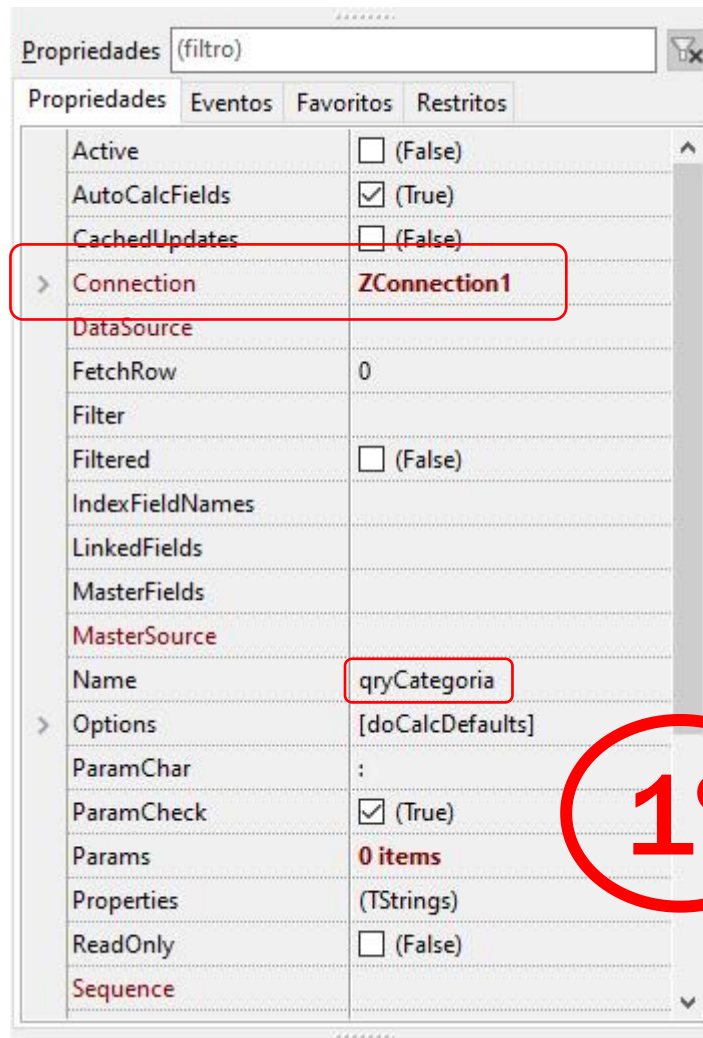 Propriedades (filtro)
Propriedades Eventos Favoritos Restritos
Active (False)
AutoCalcFields (True)
CachedUpdates (False)
Connection ZConnection1
DataSource
FetchRow 0
Filter
Filtered (False)
IndexFieldNames
LinkedFields
MasterFields
MasterSource
Name qryCategoria
Options [doCalcDefaults]
ParamChar :
ParamCheck (True)
Params 0 items
Properties (TStrings)
ReadOnly (False)
Sequence
1º